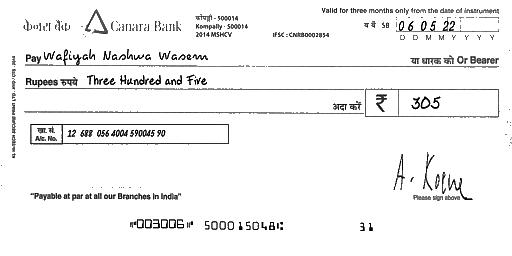 Valid for three months only from the date of instrument
केनरा बैंक Canara Bank
कोंपल्ली - 500014
Kompally - 500014
2014 MSHCV
IFSC : CNRB0002854
SB 06 05 22
D D M M Y Y Y Y
Pay Wafiyah Nashwa Wasem
या धारक को Or Bearer
Rupees रुपये Three Hundred and Five
अदा करें ₹ 305
खा. सं.
A/c. No. 12 688 056 4004 590045 90
A. Koene
Please sign above
"Payable at par at all our Branches in India"
⑈003006⑈ 500015048⑆ 31